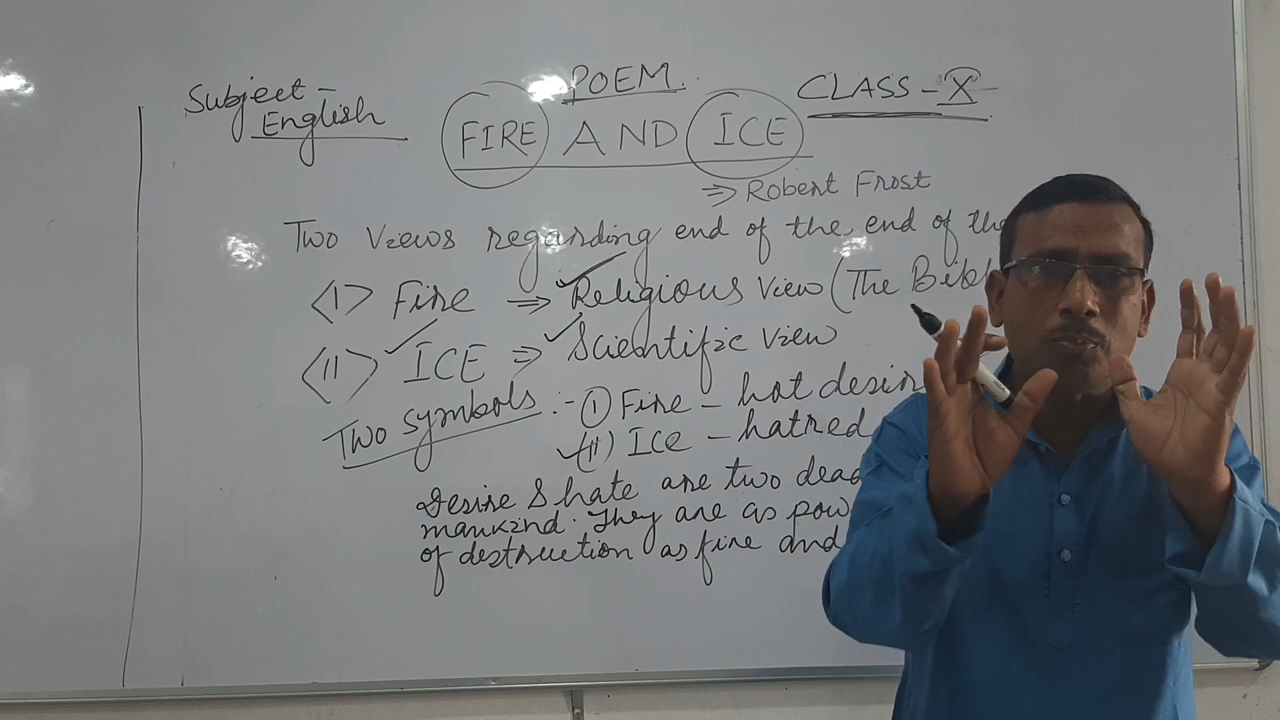 Subject -
English
POEM.
CLASS - X
FIRE AND ICE
⇒ Robert Frost
Two views regarding end of the end of the
<I> Fire ⇒ Religious view (The Bibl
<II> ICE ⇒ Scientific view
Two symbols :- (I) Fire - hot desir
(II) Ice - hatred
Desire & hate are two dead
mankind. They are as pow
of destruction as fire and